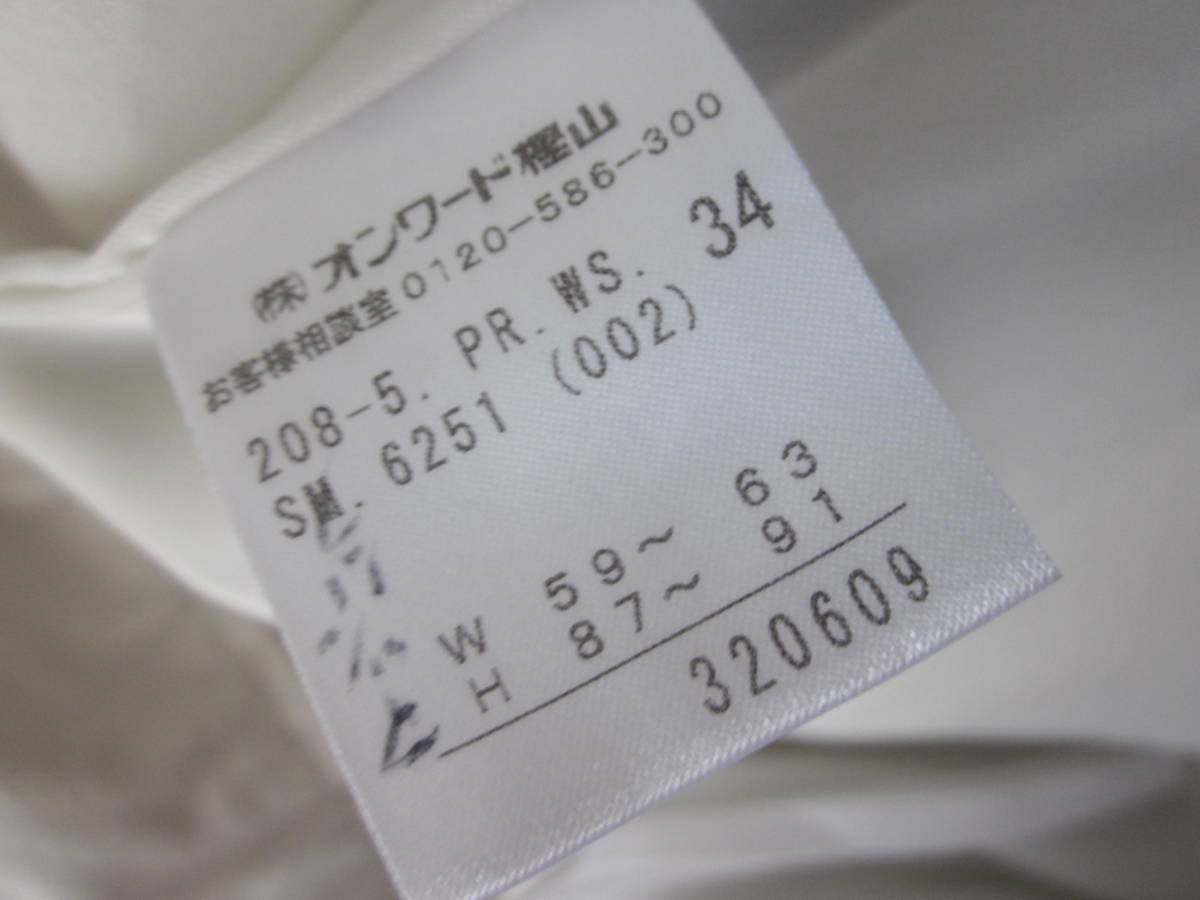 ㈱オンワード樫山
お客様相談室0120-586-300
208-5. PR. WS. 34
SM. 6251 (002)
W 59~ 63
H 87~ 91
320609